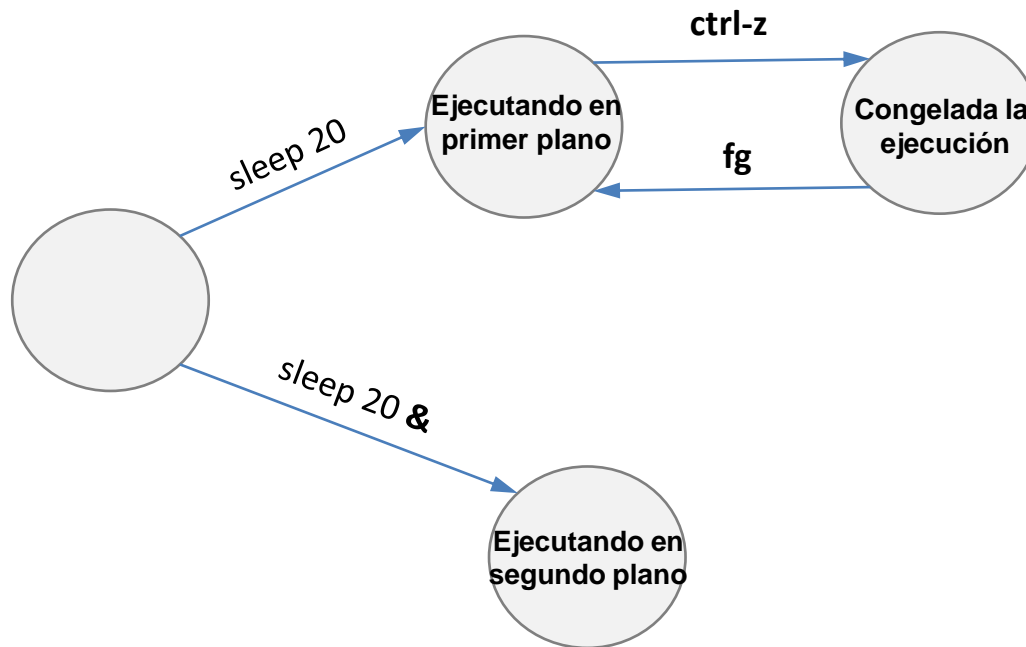 ctrl-z
Ejecutando en
primer plano
Congelada la
ejecución
sleep 20
fg
sleep 20 &
Ejecutando en
segundo plano